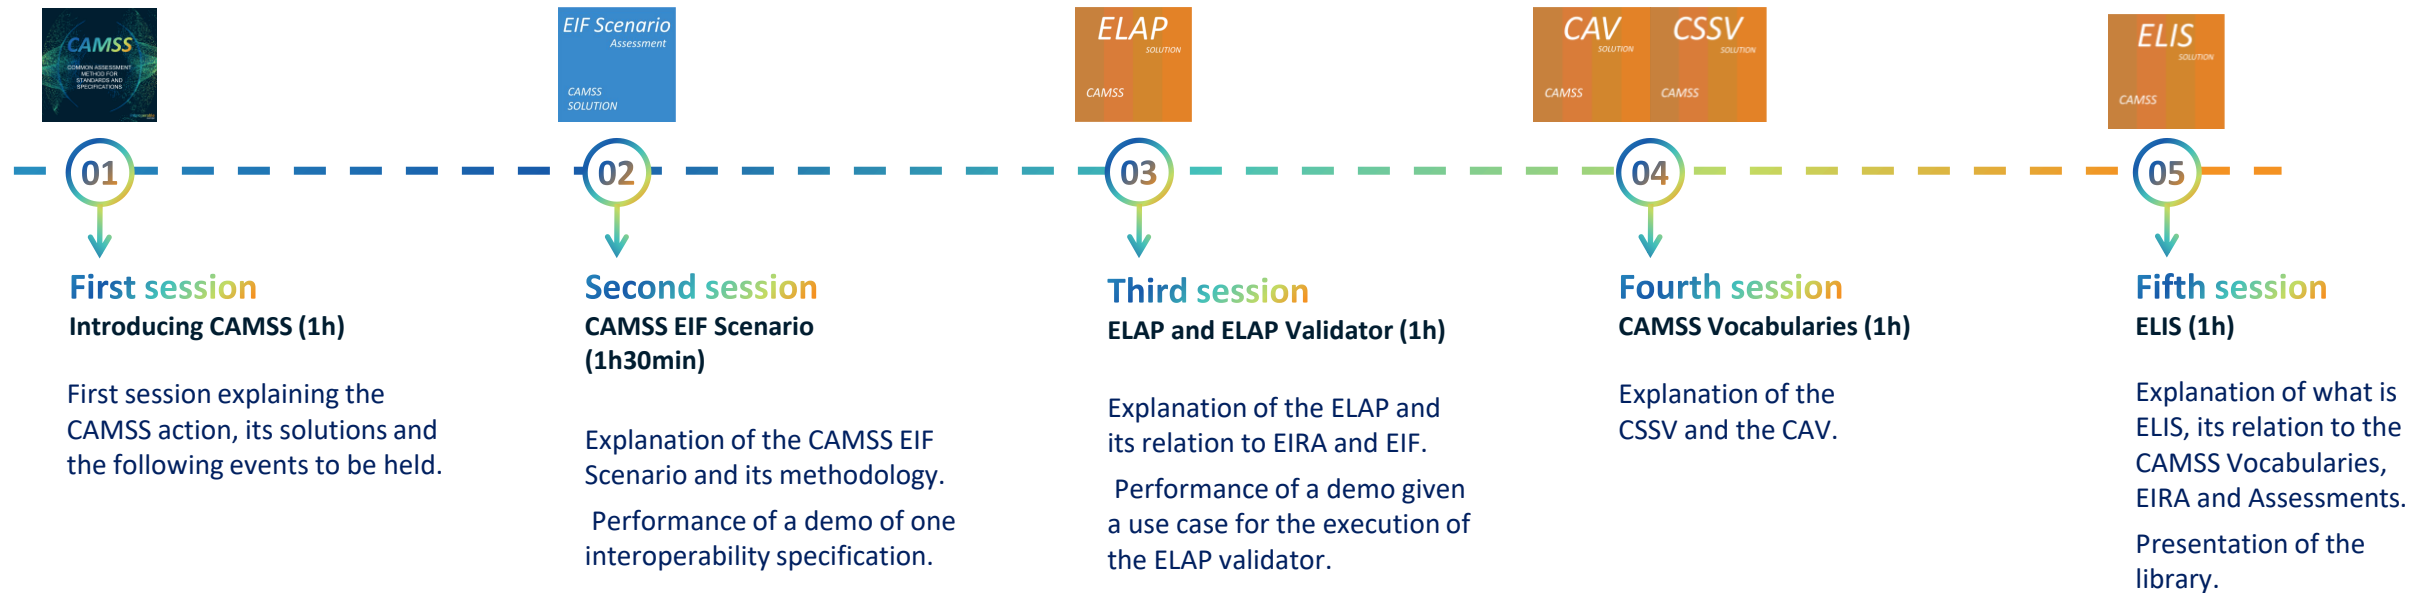 CAMSS
COMMON ASSESSMENT
METHOD FOR
STANDARDS AND
SPECIFICATIONS
EIF Scenario
Assessment
CAMSS
SOLUTION
ELAP
SOLUTION
CAMSS
CAV
SOLUTION
CAMSS
CSSV
SOLUTION
CAMSS
ELIS
SOLUTION
CAMSS
01
02
03
04
05
First session
Introducing CAMSS (1h)
First session explaining the
CAMSS action, its solutions and
the following events to be held.
Second session
CAMSS EIF Scenario
(1h30min)
Explanation of the CAMSS EIF
Scenario and its methodology.
Performance of a demo of one
interoperability specification.
Third session
ELAP and ELAP Validator (1h)
Explanation of the ELAP and
its relation to EIRA and EIF.
Performance of a demo given
a use case for the execution of
the ELAP validator.
Fourth session
CAMSS Vocabularies (1h)
Explanation of the
CSSV and the CAV.
Fifth session
ELIS (1h)
Explanation of what is
ELIS, its relation to the
CAMSS Vocabularies,
EIRA and Assessments.
Presentation of the
library.